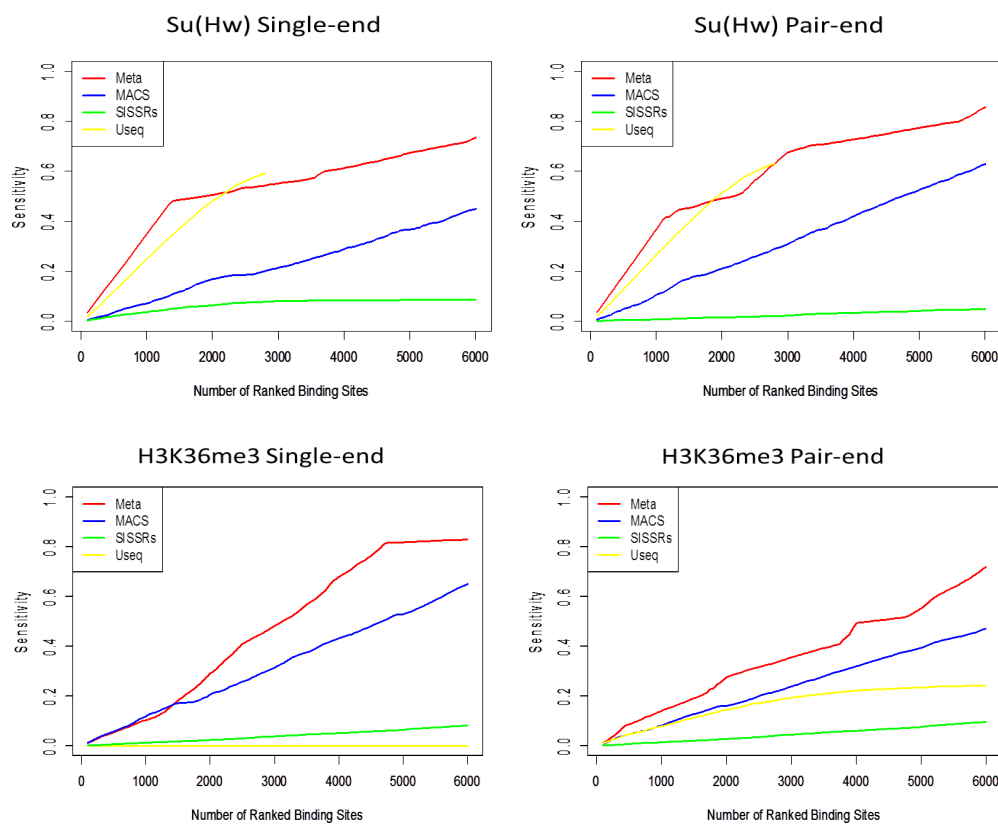 Su(Hw) Single-end
1.0
0.8
0.6
0.4
0.2
0.0
Sensitivity
Meta
MACS
SISSRs
Useq
0 1000 2000 3000 4000 5000 6000
Number of Ranked Binding Sites
Su(Hw) Pair-end
1.0
0.8
0.6
0.4
0.2
0.0
Sensitivity
Meta
MACS
SISSRs
Useq
0 1000 2000 3000 4000 5000 6000
Number of Ranked Binding Sites
H3K36me3 Single-end
1.0
0.8
0.6
0.4
0.2
0.0
Sensitivity
Meta
MACS
SISSRs
Useq
0 1000 2000 3000 4000 5000 6000
Number of Ranked Binding Sites
H3K36me3 Pair-end
1.0
0.8
0.6
0.4
0.2
0.0
Sensitivity
Meta
MACS
SISSRs
Useq
0 1000 2000 3000 4000 5000 6000
Number of Ranked Binding Sites